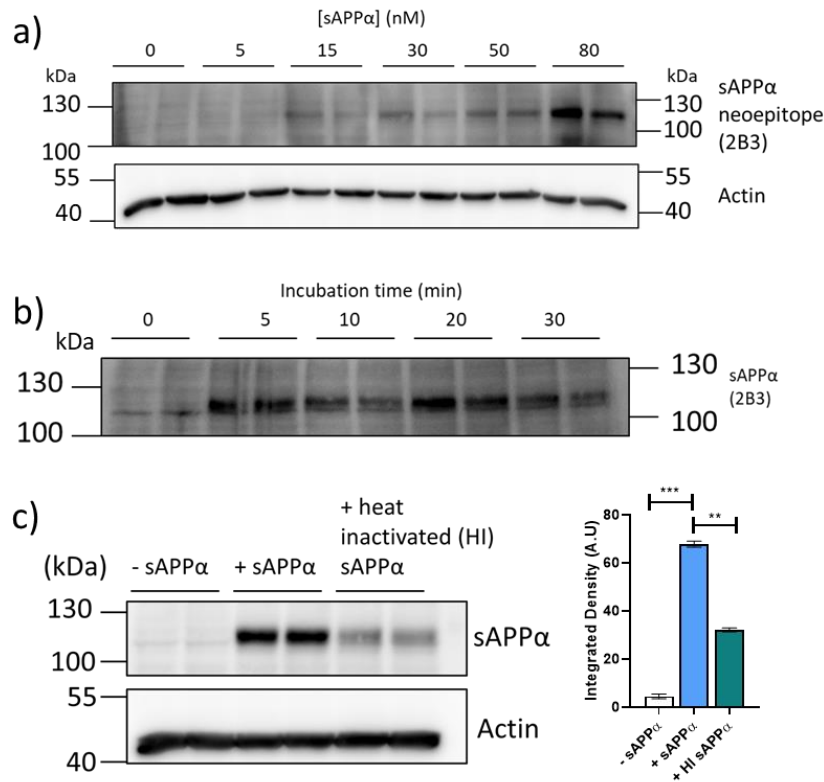 a)
[sAPPα] (nM)
0 5 15 30 50 80
kDa kDa
130 130
100 100
sAPPα
neoepitope
(2B3)
55 55
40 40
Actin
b)
Incubation time (min)
0 5 10 20 30
kDa
130 130
100 100
sAPPα
(2B3)
c)
(kDa)
- sAPPα
+ sAPPα
+ heat
inactivated (HI)
sAPPα
130
100
sAPPα
55
40
Actin
*** **
Integrated Density (A.U)
80
60
40
20
0
- sAPPα
+ sAPPα
+ HI sAPPα